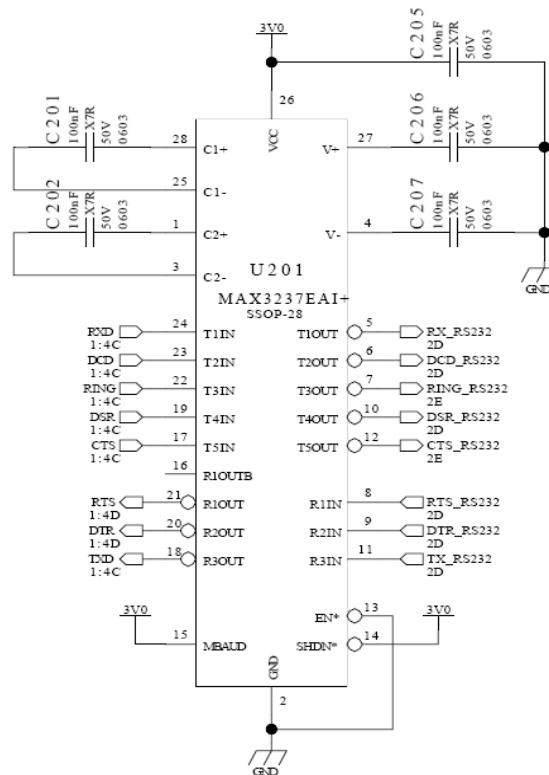 3V0
C205
100nF
X7R
50V
0603
26
VCC
C201
100nF
X7R
50V
0603
28
C1+
V+
27
C206
100nF
X7R
50V
0603
25
C1-
C202
100nF
X7R
50V
0603
1
C2+
V-
4
C207
100nF
X7R
50V
0603
3
C2-
GND
U201
MAX3237EAI+
SSOP-28
RXD
1:4C
24
T1IN
T1OUT
5
RX_RS232
2D
DCD
1:4C
23
T2IN
T2OUT
6
DCD_RS232
2D
RING
1:4C
22
T3IN
T3OUT
7
RING_RS232
2E
DSR
1:4C
19
T4IN
T4OUT
10
DSR_RS232
2D
CTS
1:4C
17
T5IN
T5OUT
12
CTS_RS232
2E
16
R1OUTB
RTS
1:4D
21
R1OUT
R1IN
8
RTS_RS232
2D
DTR
1:4D
20
R2OUT
R2IN
9
DTR_RS232
2D
TXD
1:4C
18
R3OUT
R3IN
11
TX_RS232
2D
3V0
EN*
13
3V0
15
MBAUD
SHDN*
14
GND
2
GND